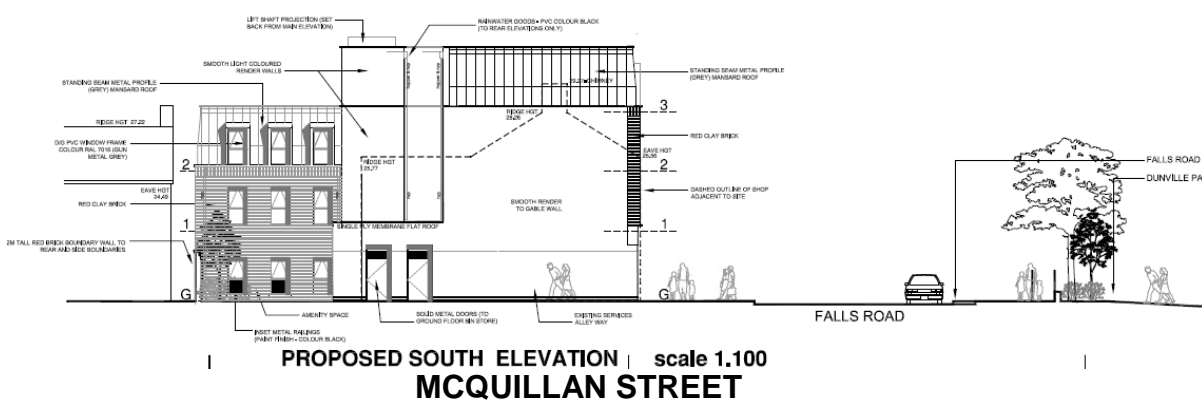 LIFT SHAFT PROJECTION (SET
BACK FROM MAIN ELEVATION)
RAINWATER GOODS - PVC COLOUR BLACK
(TO REAR ELEVATIONS ONLY)
SMOOTH LIGHT COLOURED
RENDER WALLS
STANDING SEAM METAL PROFILE
(GREY) MANSARD ROOF
STANDING SEAM METAL PROFILE
(GREY) MANSARD ROOF
CHIMNEY
RIDGE HGT 27.22
RIDGE HGT
3
RED CLAY BRICK
D/G PVC WINDOW FRAME
COLOUR RAL 7016 (GUN
METAL GREY)
EAVE HGT
RIDGE HGT
25.77
2
2
FALLS ROAD
DUNVILLE PA
EAVE HGT
24.49
RED CLAY BRICK
SMOOTH RENDER
TO GABLE WALL
DASHED OUTLINE OF SHOP
ADJACENT TO SITE
SINGLE PLY MEMBRANE FLAT ROOF
1
1
2M TALL RED BRICK BOUNDARY WALL TO
REAR AND SIDE BOUNDARIES
G
G
AMENITY SPACE
SOLID METAL DOORS (TO
GROUND FLOOR BIN STORE)
EXISTING SERVICES
ALLEY WAY
FALLS ROAD
INSET METAL RAILINGS
(PAINT FINISH - COLOUR BLACK)
PROPOSED SOUTH ELEVATION scale 1.100
MCQUILLAN STREET